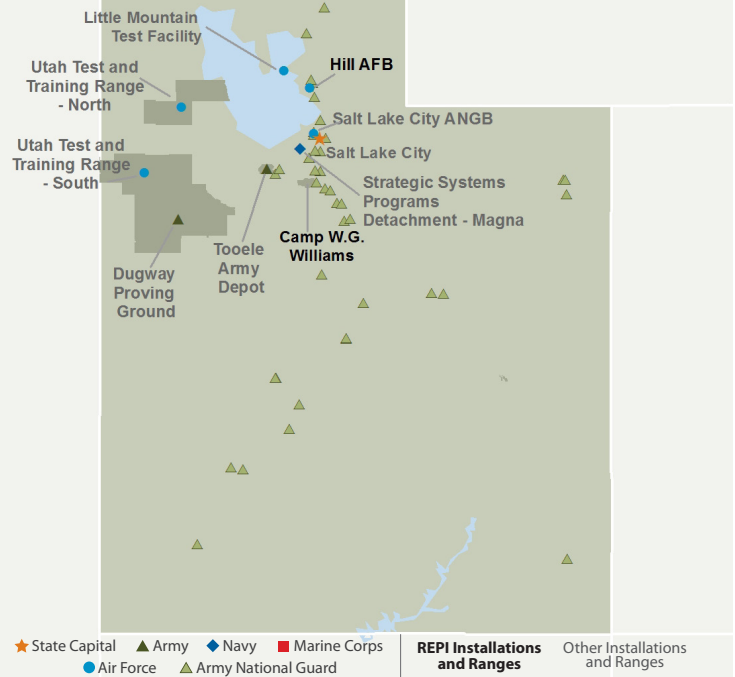 Little Mountain
Test Facility
Hill AFB
Utah Test and
Training Range
- North
Salt Lake City ANGB
Utah Test and
Training Range
- South
Salt Lake City
Strategic Systems
Programs
Detachment - Magna
Camp W.G.
Williams
Tooele
Army
Depot
Dugway
Proving
Ground
State Capital
Army
Navy
Marine Corps
Air Force
Army National Guard
REPI Installations
and Ranges
Other Installations
and Ranges